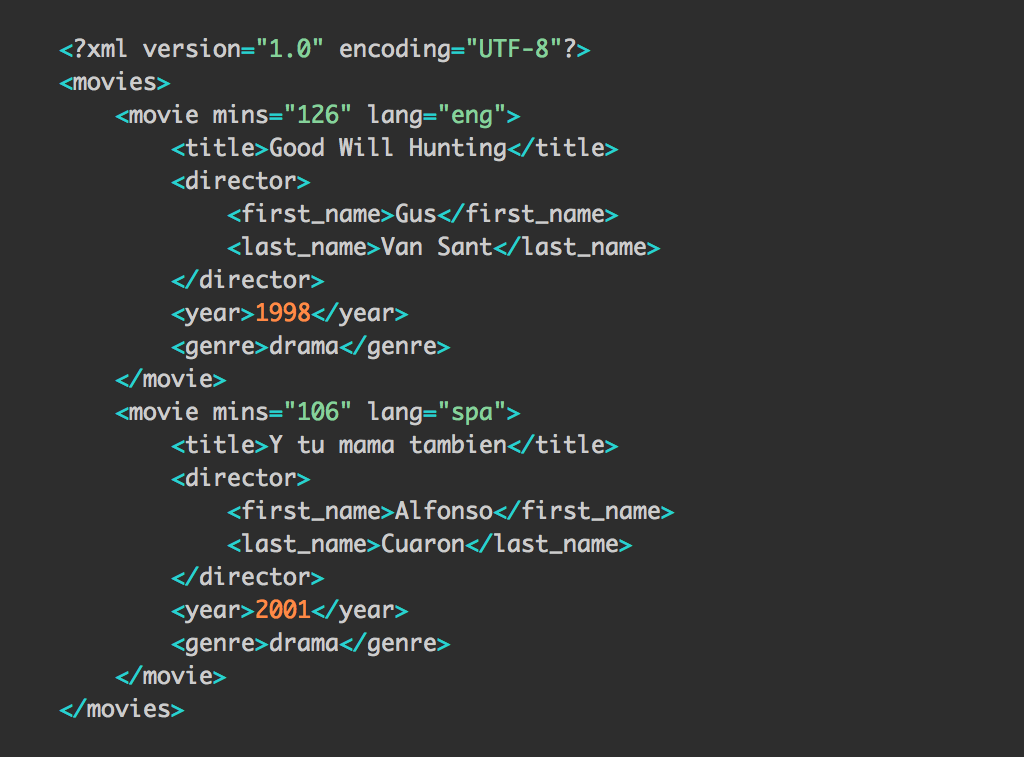 <?xml version="1.0" encoding="UTF-8"?>
<movies>
    <movie mins="126" lang="eng">
        <title>Good Will Hunting</title>
        <director>
            <first_name>Gus</first_name>
            <last_name>Van Sant</last_name>
        </director>
        <year>1998</year>
        <genre>drama</genre>
    </movie>
    <movie mins="106" lang="spa">
        <title>Y tu mama tambien</title>
        <director>
            <first_name>Alfonso</first_name>
            <last_name>Cuaron</last_name>
        </director>
        <year>2001</year>
        <genre>drama</genre>
    </movie>
</movies>